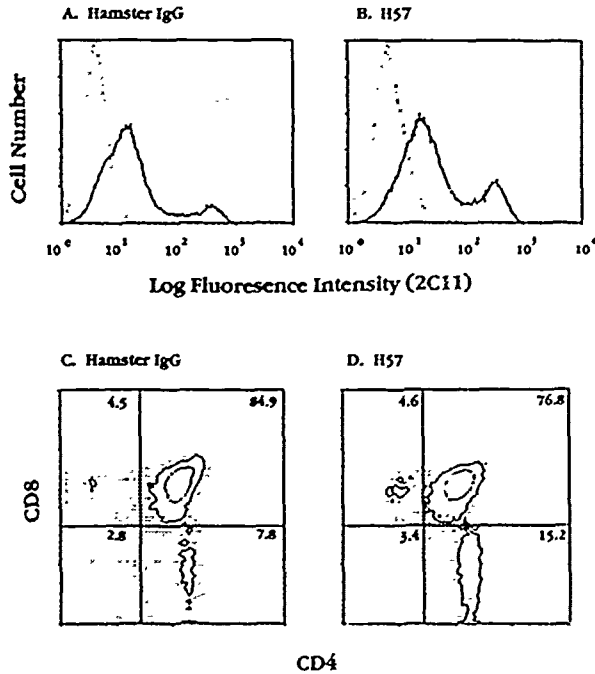 A. Hamster IgG
B. H57
Cell Number
10⁰ 10¹ 10² 10³ 10⁴
10⁰ 10¹ 10² 10³ 10⁴
Log Fluoresence Intensity (2C11)
C. Hamster IgG
D. H57
4.5 84.9
4.6 76.8
CD8
2.8 7.8
3.4 15.2
CD4